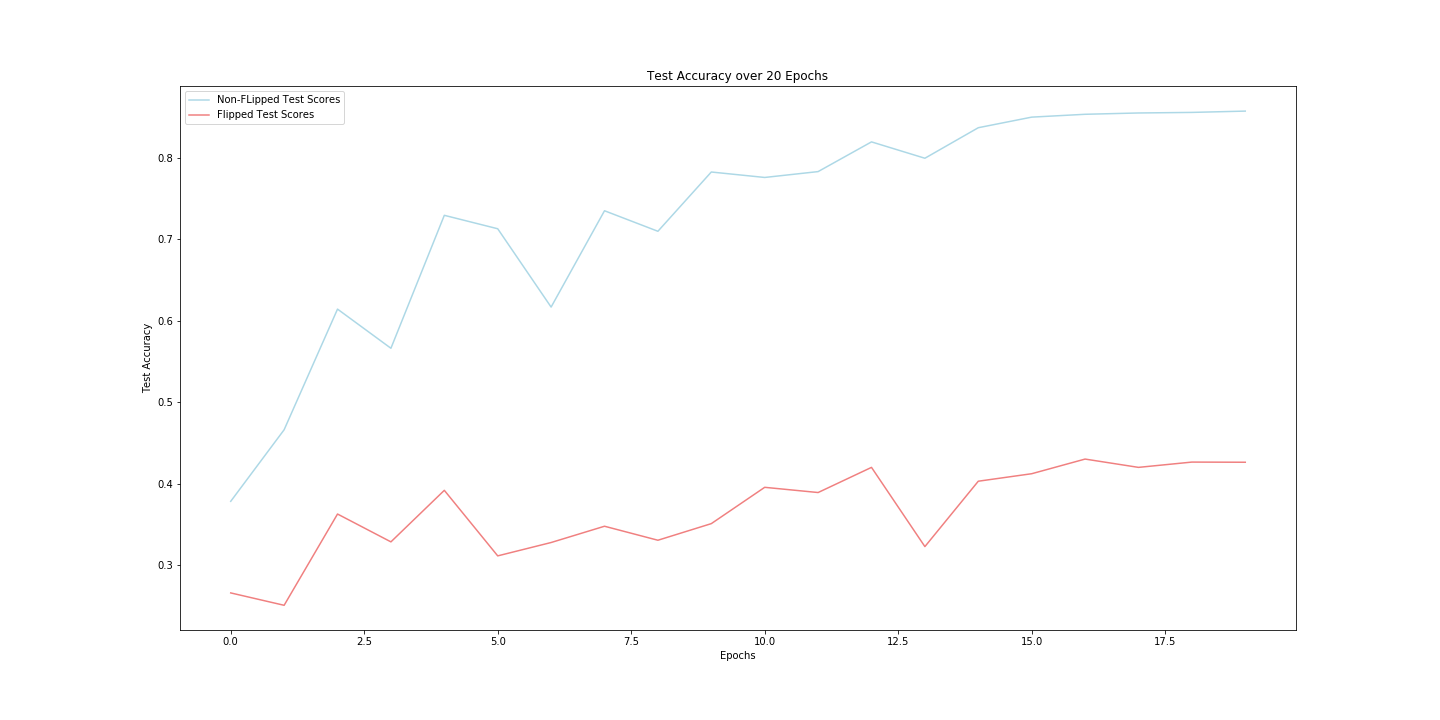 Test Accuracy over 20 Epochs
Non-FLipped Test Scores
Flipped Test Scores
0.8
0.7
0.6
0.5
0.4
0.3
Test Accuracy
0.0 2.5 5.0 7.5 10.0 12.5 15.0 17.5
Epochs